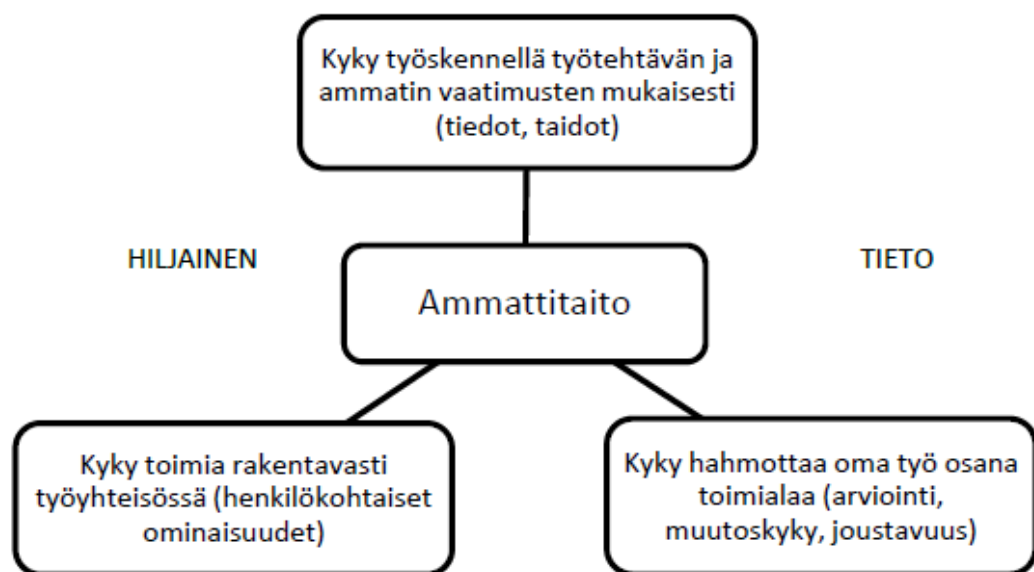 Kyky työskennellä työtehtävän ja
ammatin vaatimusten mukaisesti
(tiedot, taidot)
HILJAINEN
TIETO
Ammattitaito
Kyky toimia rakentavasti
työyhteisössä (henkilökohtaiset
ominaisuudet)
Kyky hahmottaa oma työ osana
toimialaa (arviointi,
muutoskyky, joustavuus)